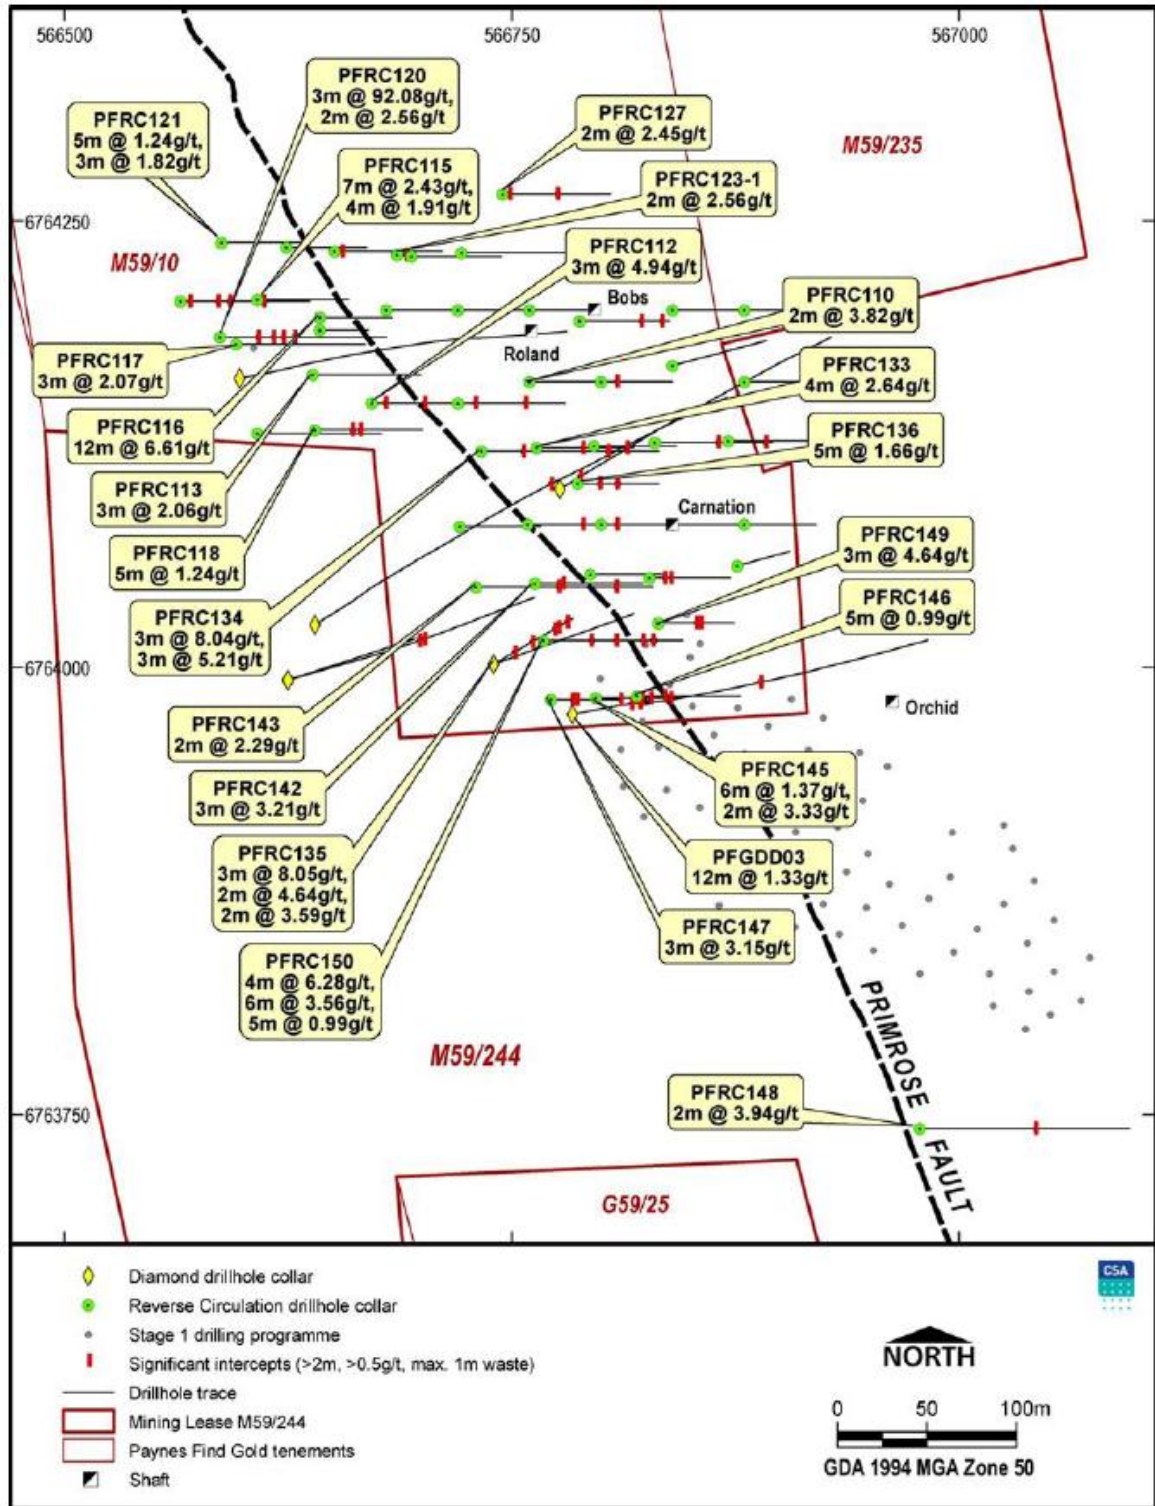 566500
566750
567000
PFRC120
3m @ 92.08g/t,
2m @ 2.56g/t
PFRC121
5m @ 1.24g/t,
3m @ 1.82g/t
PFRC127
2m @ 2.45g/t
M59/235
PFRC115
7m @ 2.43g/t,
4m @ 1.91g/t
PFRC123-1
2m @ 2.56g/t
6764250
M59/10
PFRC112
3m @ 4.94g/t
Bobs
PFRC110
2m @ 3.82g/t
Roland
PFRC117
3m @ 2.07g/t
PFRC133
4m @ 2.64g/t
PFRC116
12m @ 6.61g/t
PFRC136
5m @ 1.66g/t
PFRC113
3m @ 2.06g/t
Carnation
PFRC118
5m @ 1.24g/t
PFRC149
3m @ 4.64g/t
PFRC134
3m @ 8.04g/t,
3m @ 5.21g/t
PFRC146
5m @ 0.99g/t
6764000
Orchid
PFRC143
2m @ 2.29g/t
PFRC142
3m @ 3.21g/t
PFRC145
6m @ 1.37g/t,
2m @ 3.33g/t
PFRC135
3m @ 8.05g/t,
2m @ 4.64g/t,
2m @ 3.59g/t
PFGDD03
12m @ 1.33g/t
PFRC147
3m @ 3.15g/t
PFRC150
4m @ 6.28g/t,
6m @ 3.56g/t,
5m @ 0.99g/t
M59/244
PRIMROSE FAULT
PFRC148
2m @ 3.94g/t
6763750
G59/25
Diamond drillhole collar
Reverse Circulation drillhole collar
Stage 1 drilling programme
Significant intercepts (>2m, >0.5g/t, max. 1m waste)
Drillhole trace
Mining Lease M59/244
Paynes Find Gold tenements
Shaft
CSA
NORTH
0 50 100m
GDA 1994 MGA Zone 50